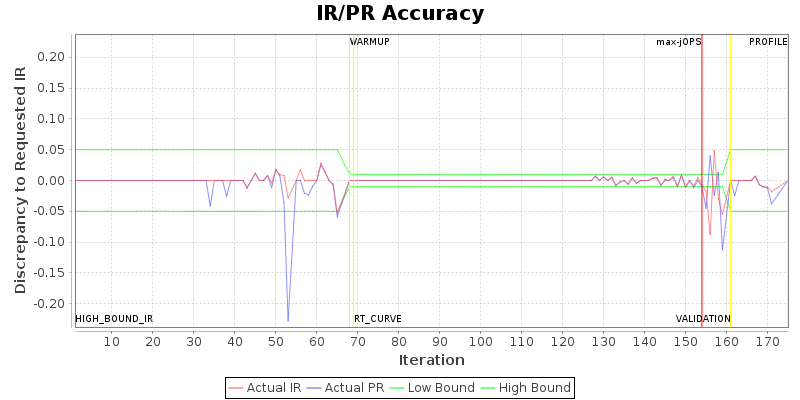 IR/PR Accuracy
Discrepancy to Requested IR
0.20
0.15
0.10
0.05
0.00
-0.05
-0.10
-0.15
-0.20
WARMUP
max-jOPS
PROFILE
HIGH_BOUND_IR
RT_CURVE
VALIDATION
10 20 30 40 50 60 70 80 90 100 110 120 130 140 150 160 170
Iteration
Actual IR Actual PR Low Bound High Bound